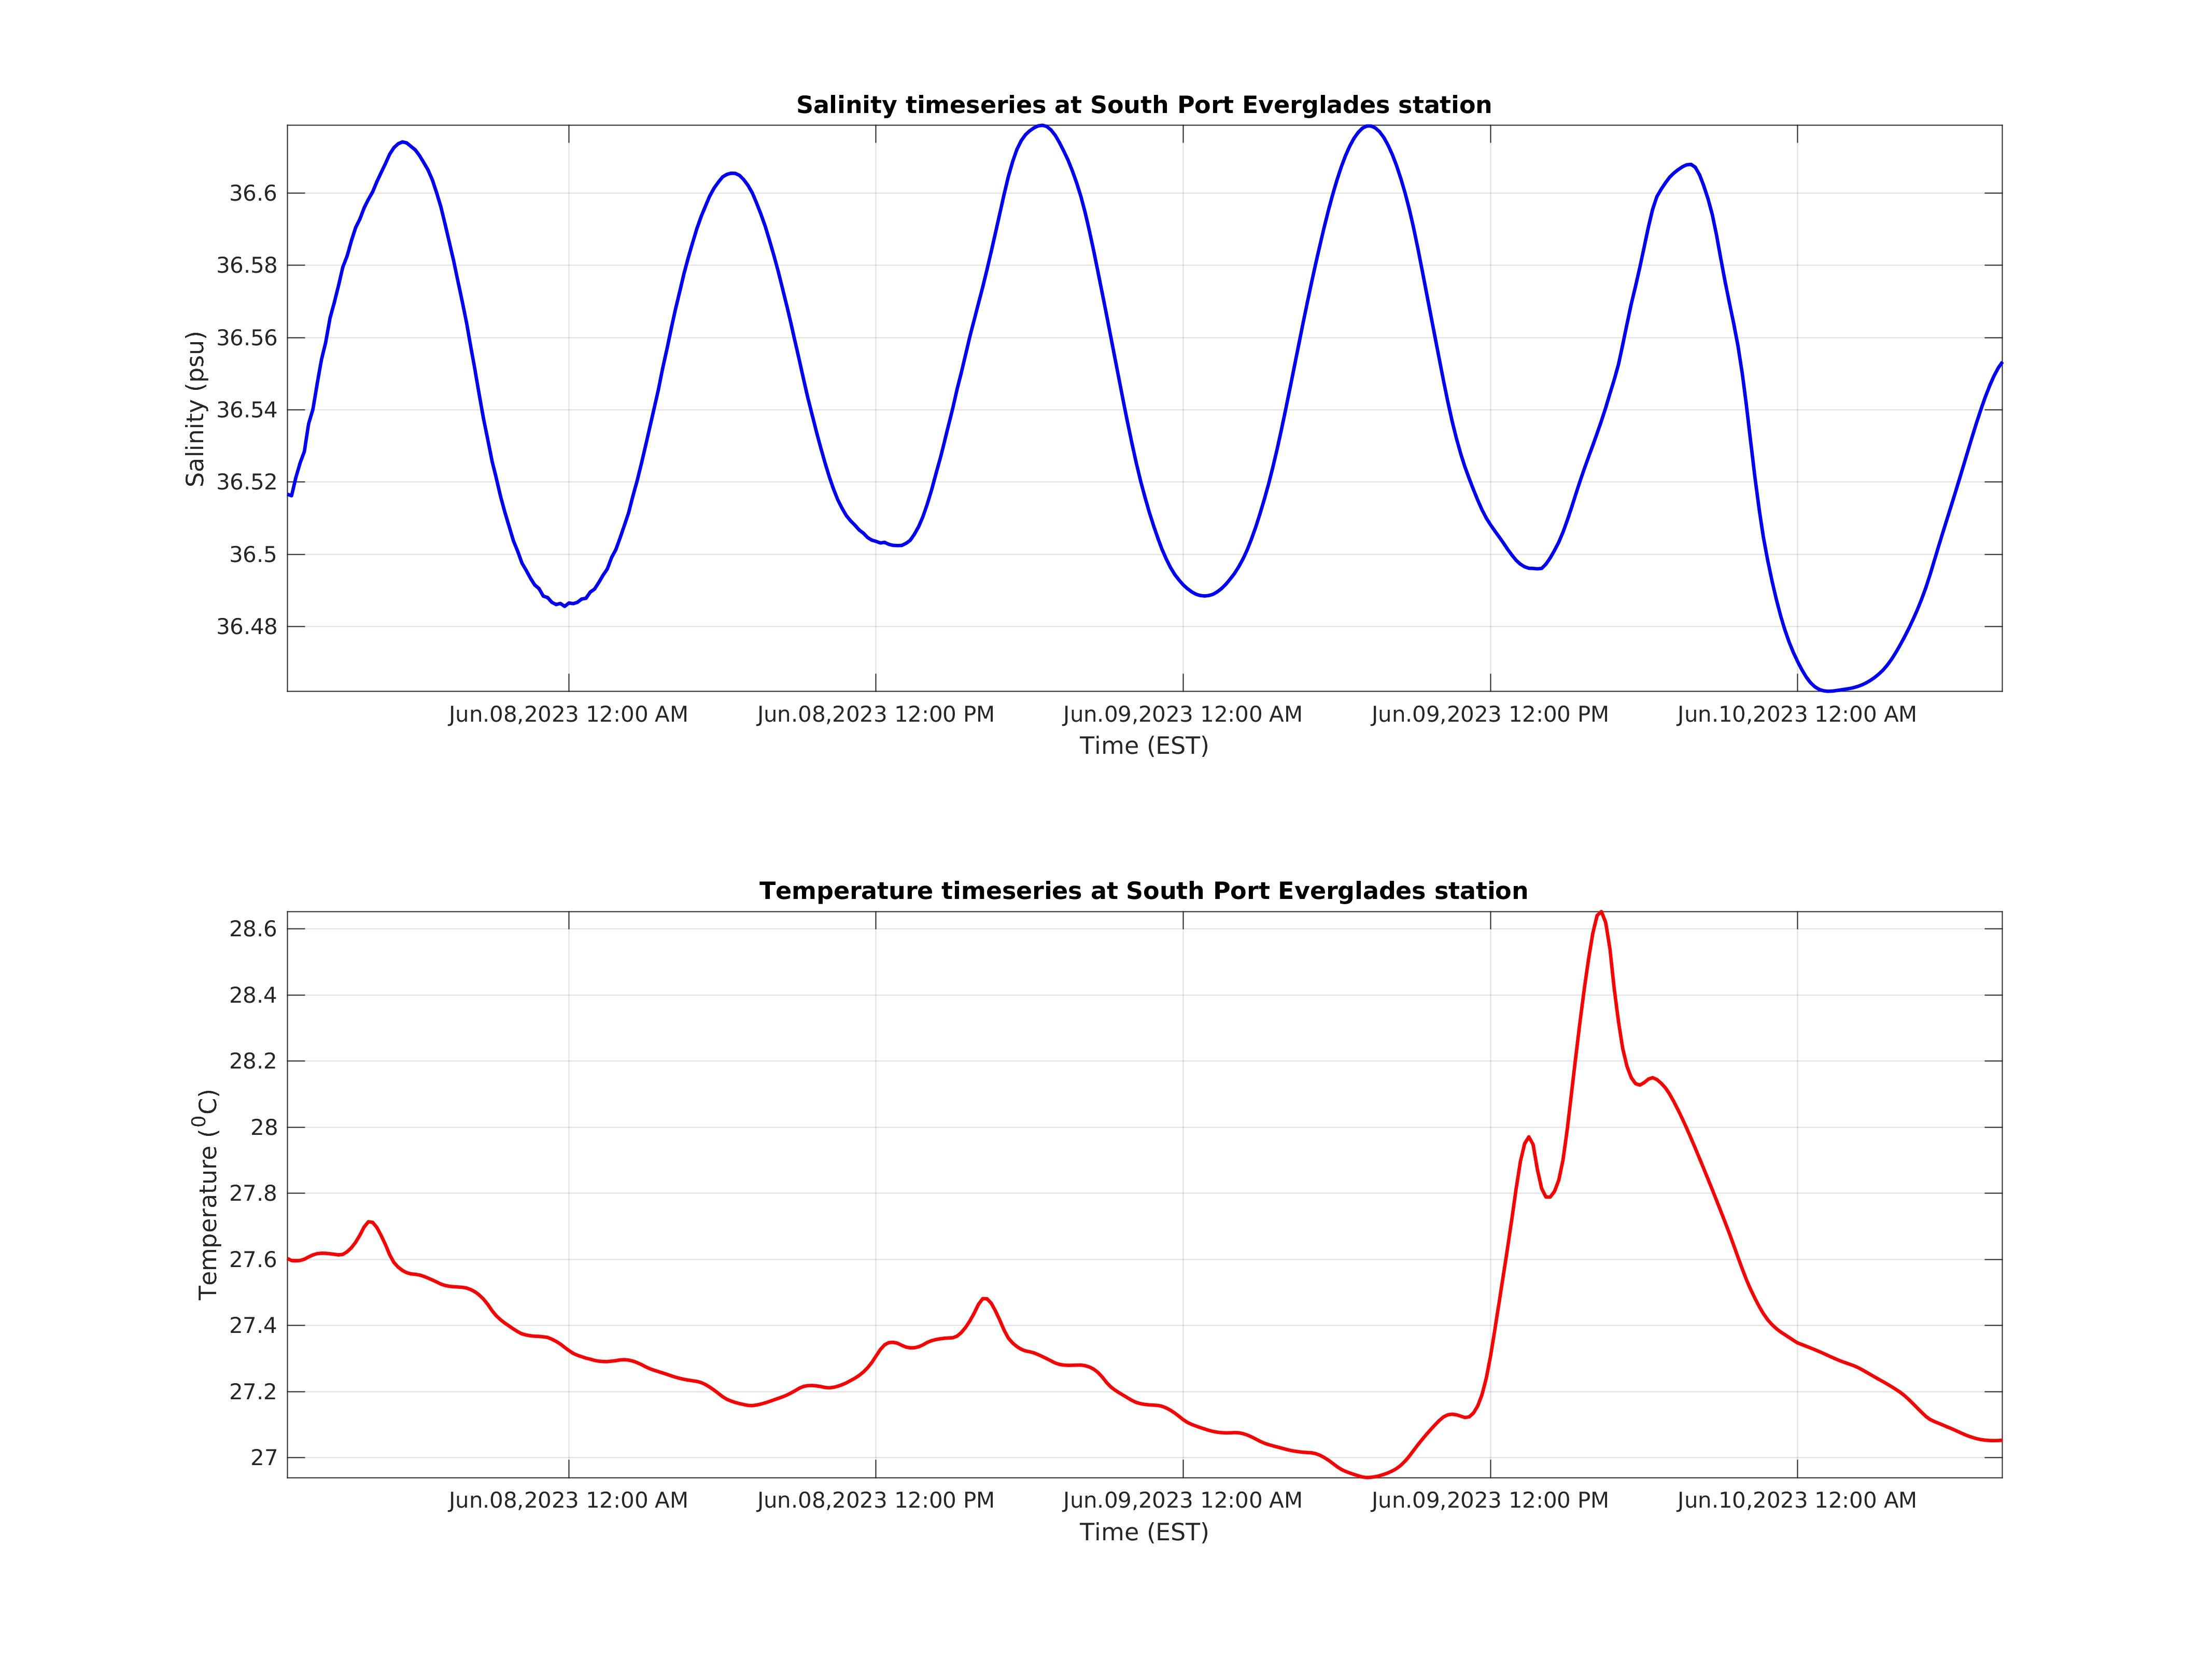 Salinity timeseries at South Port Everglades station
36.6
36.58
36.56
36.54
36.52
36.5
36.48
Salinity (psu)
Jun.08,2023 12:00 AM Jun.08,2023 12:00 PM Jun.09,2023 12:00 AM Jun.09,2023 12:00 PM Jun.10,2023 12:00 AM
Time (EST)
Temperature timeseries at South Port Everglades station
28.6
28.4
28.2
28
27.8
27.6
27.4
27.2
27
Temperature (⁰C)
Jun.08,2023 12:00 AM Jun.08,2023 12:00 PM Jun.09,2023 12:00 AM Jun.09,2023 12:00 PM Jun.10,2023 12:00 AM
Time (EST)